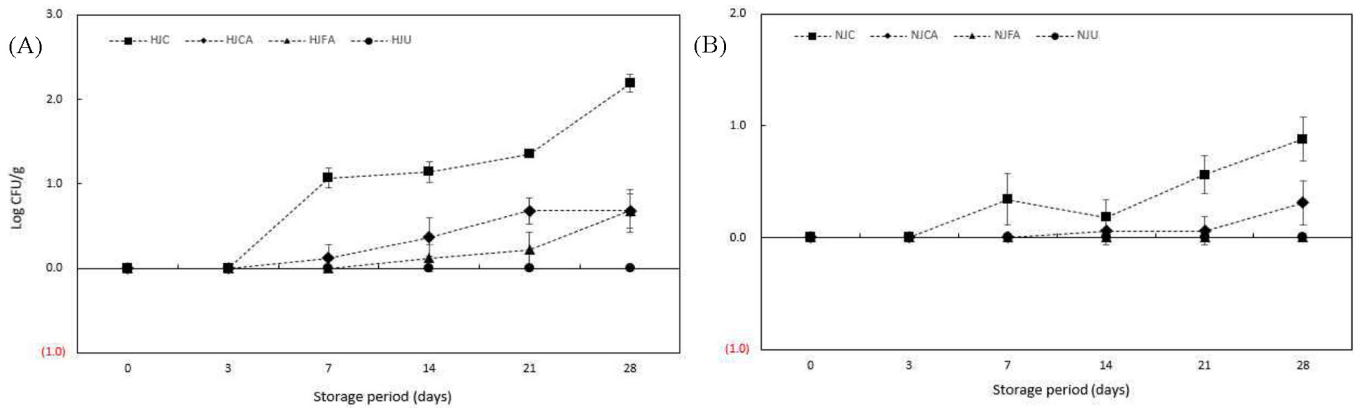 (A)
HJC HJCA HJFA HJU
3.0
2.0
1.0
0.0
(1.0)
Log CFU/g
0 3 7 14 21 28
Storage period (days)
(B)
NJC NJCA NJFA NJU
2.0
1.0
0.0
(1.0)
0 3 7 14 21 28
Storage period (days)